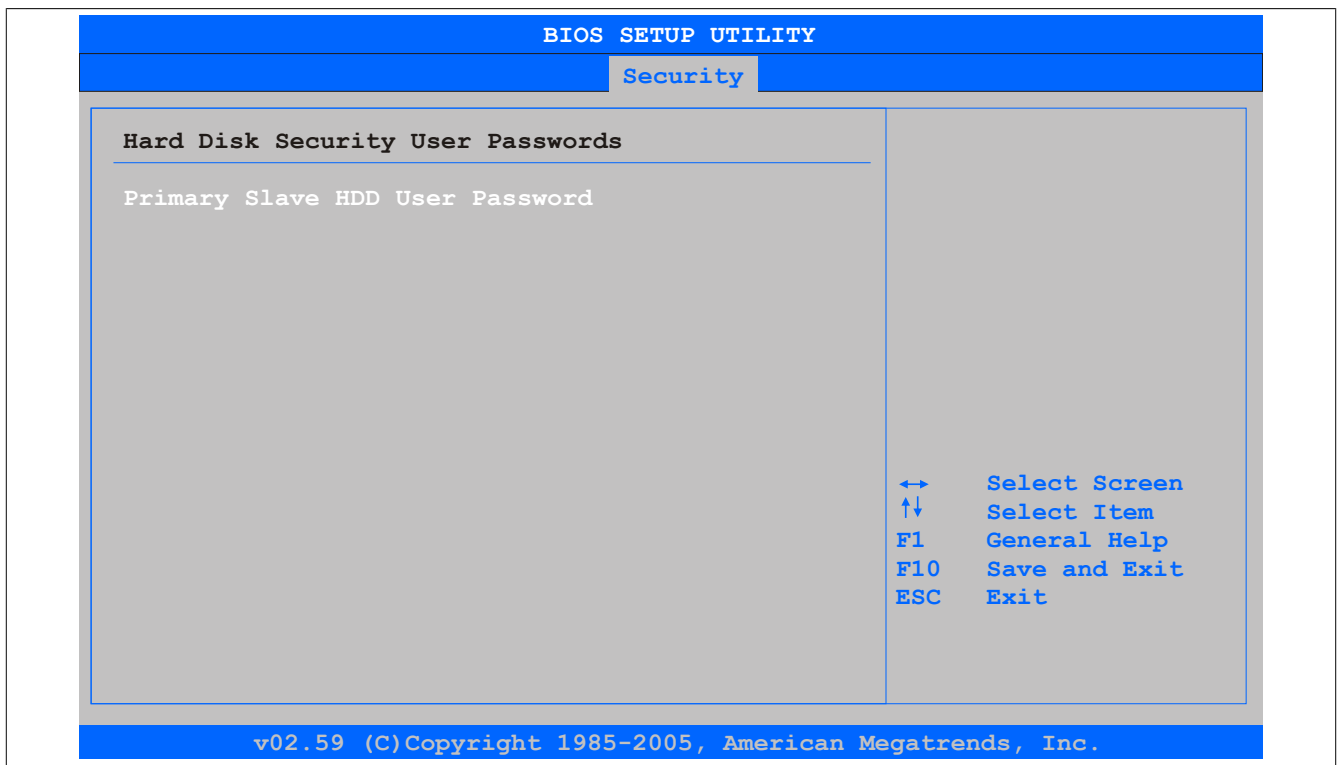 BIOS SETUP UTILITY
Security
Hard Disk Security User Passwords
Primary Slave HDD User Password
↔ Select Screen
↑↓ Select Item
F1 General Help
F10 Save and Exit
ESC Exit
v02.59 (C)Copyright 1985-2005, American Megatrends, Inc.